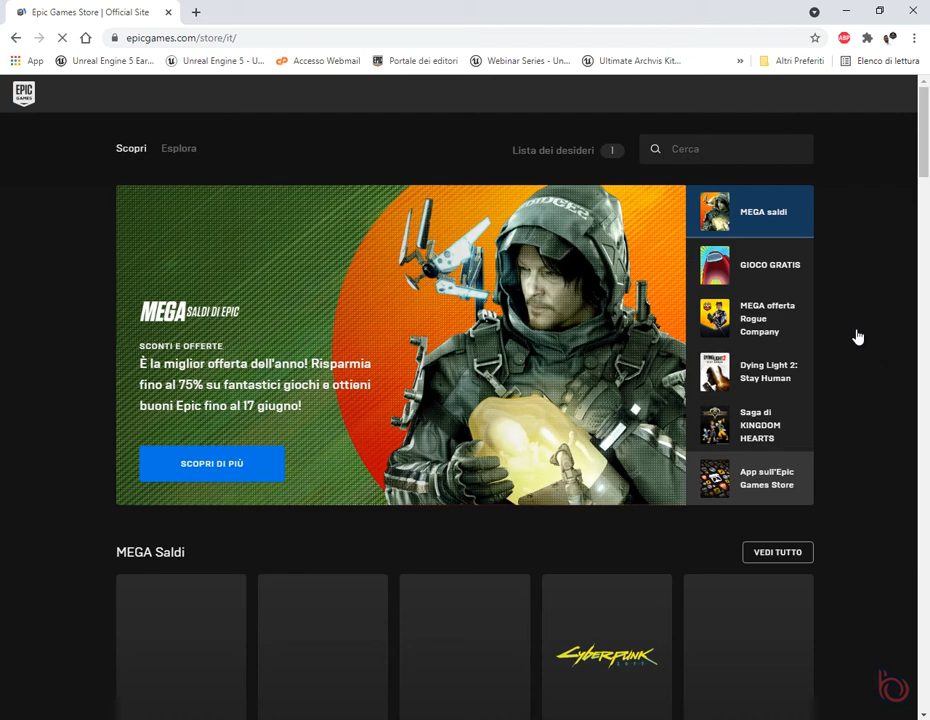 Epic Games Store | Official Site
epicgames.com/store/it/
ABP
App
Unreal Engine 5 Ear...
Unreal Engine 5 - U...
Accesso Webmail
Portale dei editori
Webinar Series - Un...
Ultimate Archvis Kit...
»
Altri Preferiti
Elenco di lettura
EPIC
GAMES
Scopri
Esplora
Lista dei desideri
1
Cerca
MEGA SALDI DI EPIC
SCONTI E OFFERTE
È la miglior offerta dell'anno! Risparmia
fino al 75% su fantastici giochi e ottieni
buoni Epic fino al 17 giugno!
SCOPRI DI PIÙ
BRIDGES
MEGA saldi
GIOCO GRATIS
MEGA offerta
Rogue
Company
Dying Light 2:
Stay Human
Saga di
KINGDOM
HEARTS
App sull'Epic
Games Store
MEGA Saldi
VEDI TUTTO
CYBERPUNK
2077